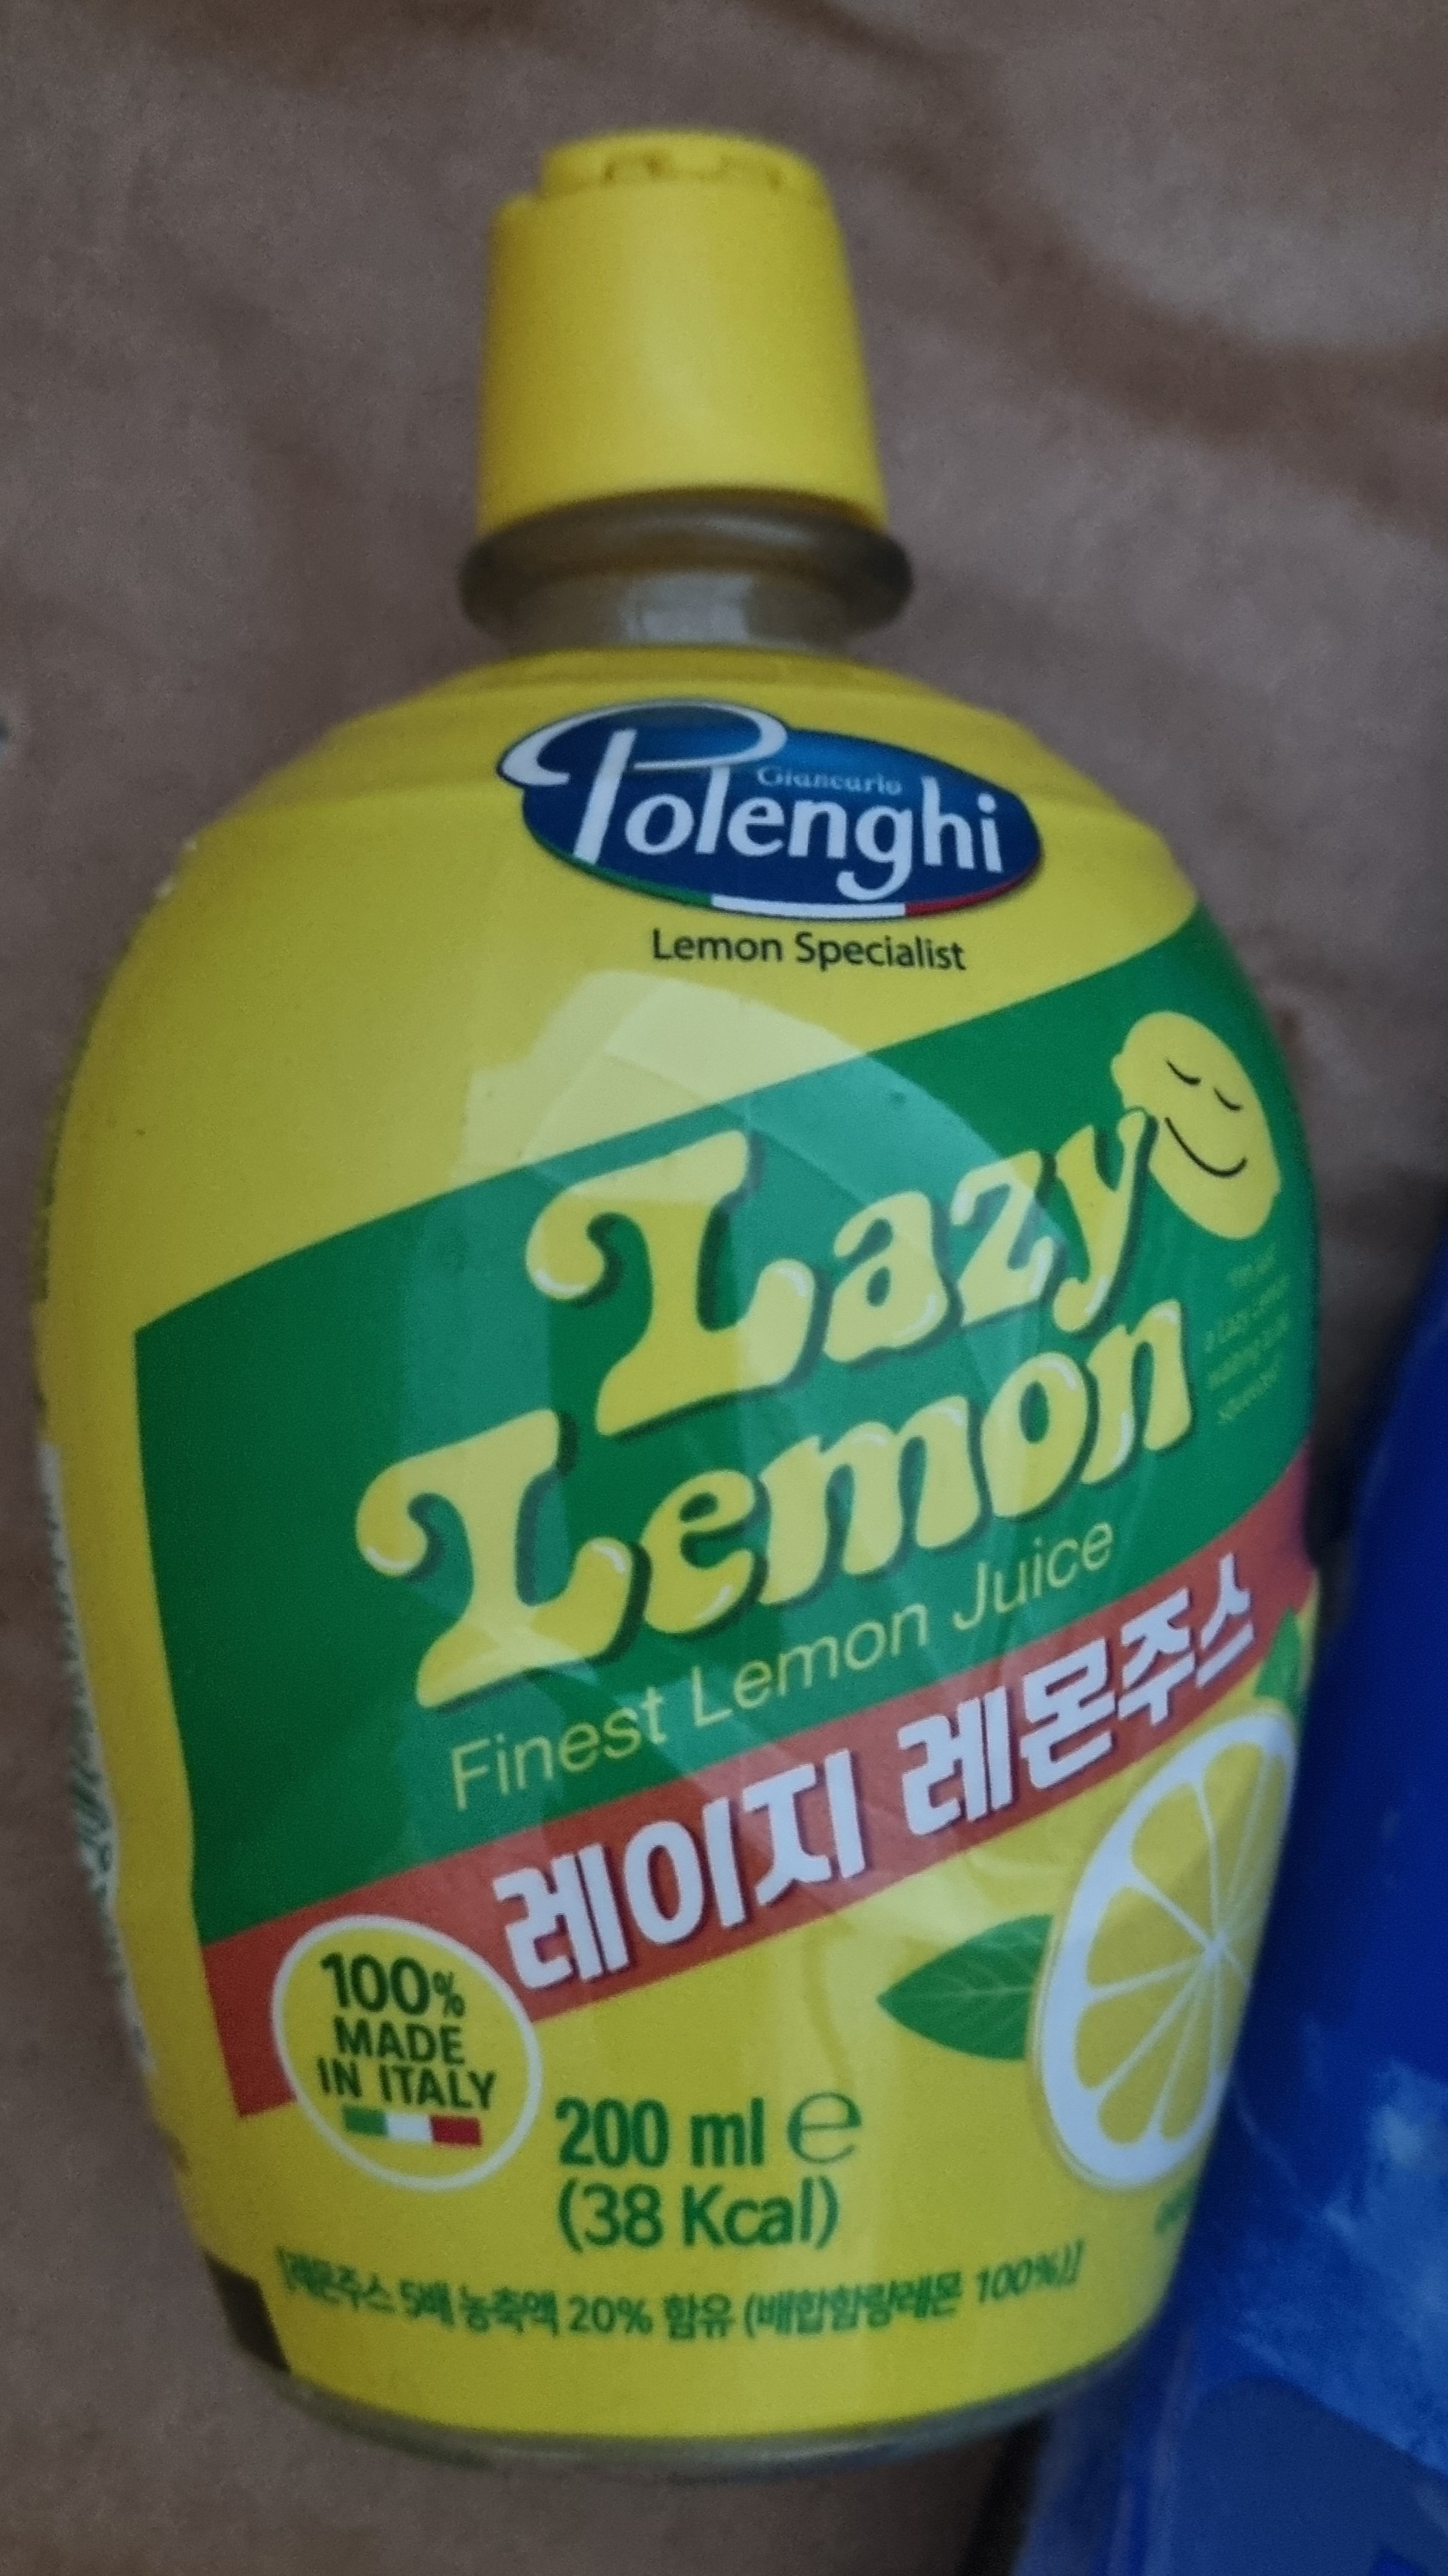 Giancarlo
Polenghi
Lemon Specialist
Lazy
Lemon
Finest Lemon Juice
레이지 레몬주스
100%
MADE
IN ITALY
200 ml ℮
(38 Kcal)
[레몬주스 5배 농축액 20% 함유 (배합함량레몬 100%)]